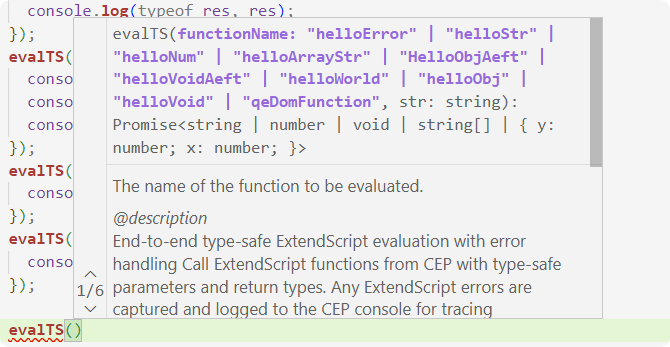 console.log(typeof res, res);
});
evalTS(
evalTS(functionName: "helloError" | "helloStr" |
"helloNum" | "helloArrayStr" | "HelloObjAeft" |
conso
"helloVoidAeft" | "helloWorld" | "helloObj" |
conso
"helloVoid" | "qeDomFunction", str: string):
conso
Promise<string | number | void | string[] | { y:
});
number; x: number; }>
evalTS(
The name of the function to be evaluated.
conso
});
@description
evalTS(
End-to-end type-safe ExtendScript evaluation with error
conso
handling Call ExtendScript functions from CEP with type-safe
});
1/6
parameters and return types. Any ExtendScript errors are
captured and logged to the CEP console for tracing
evalTS()